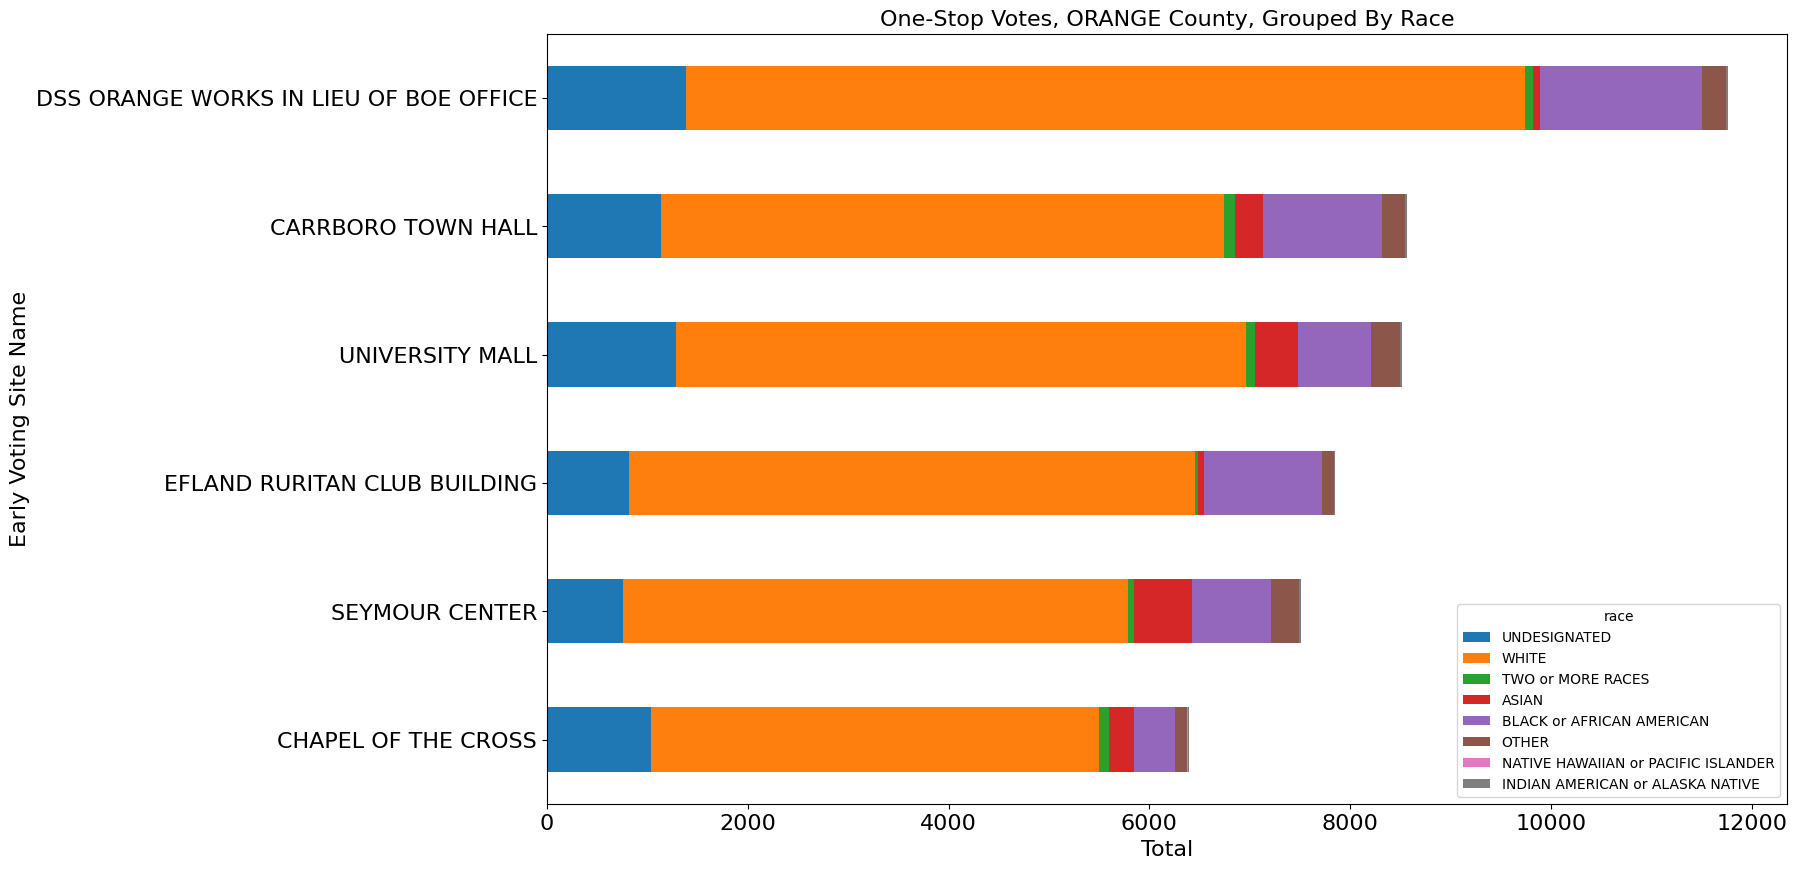 One-Stop Votes, ORANGE County, Grouped By Race
Early Voting Site Name
DSS ORANGE WORKS IN LIEU OF BOE OFFICE
CARRBORO TOWN HALL
UNIVERSITY MALL
EFLAND RURITAN CLUB BUILDING
SEYMOUR CENTER
CHAPEL OF THE CROSS
race
UNDESIGNATED
WHITE
TWO or MORE RACES
ASIAN
BLACK or AFRICAN AMERICAN
OTHER
NATIVE HAWAIIAN or PACIFIC ISLANDER
INDIAN AMERICAN or ALASKA NATIVE
0 2000 4000 6000 8000 10000 12000
Total